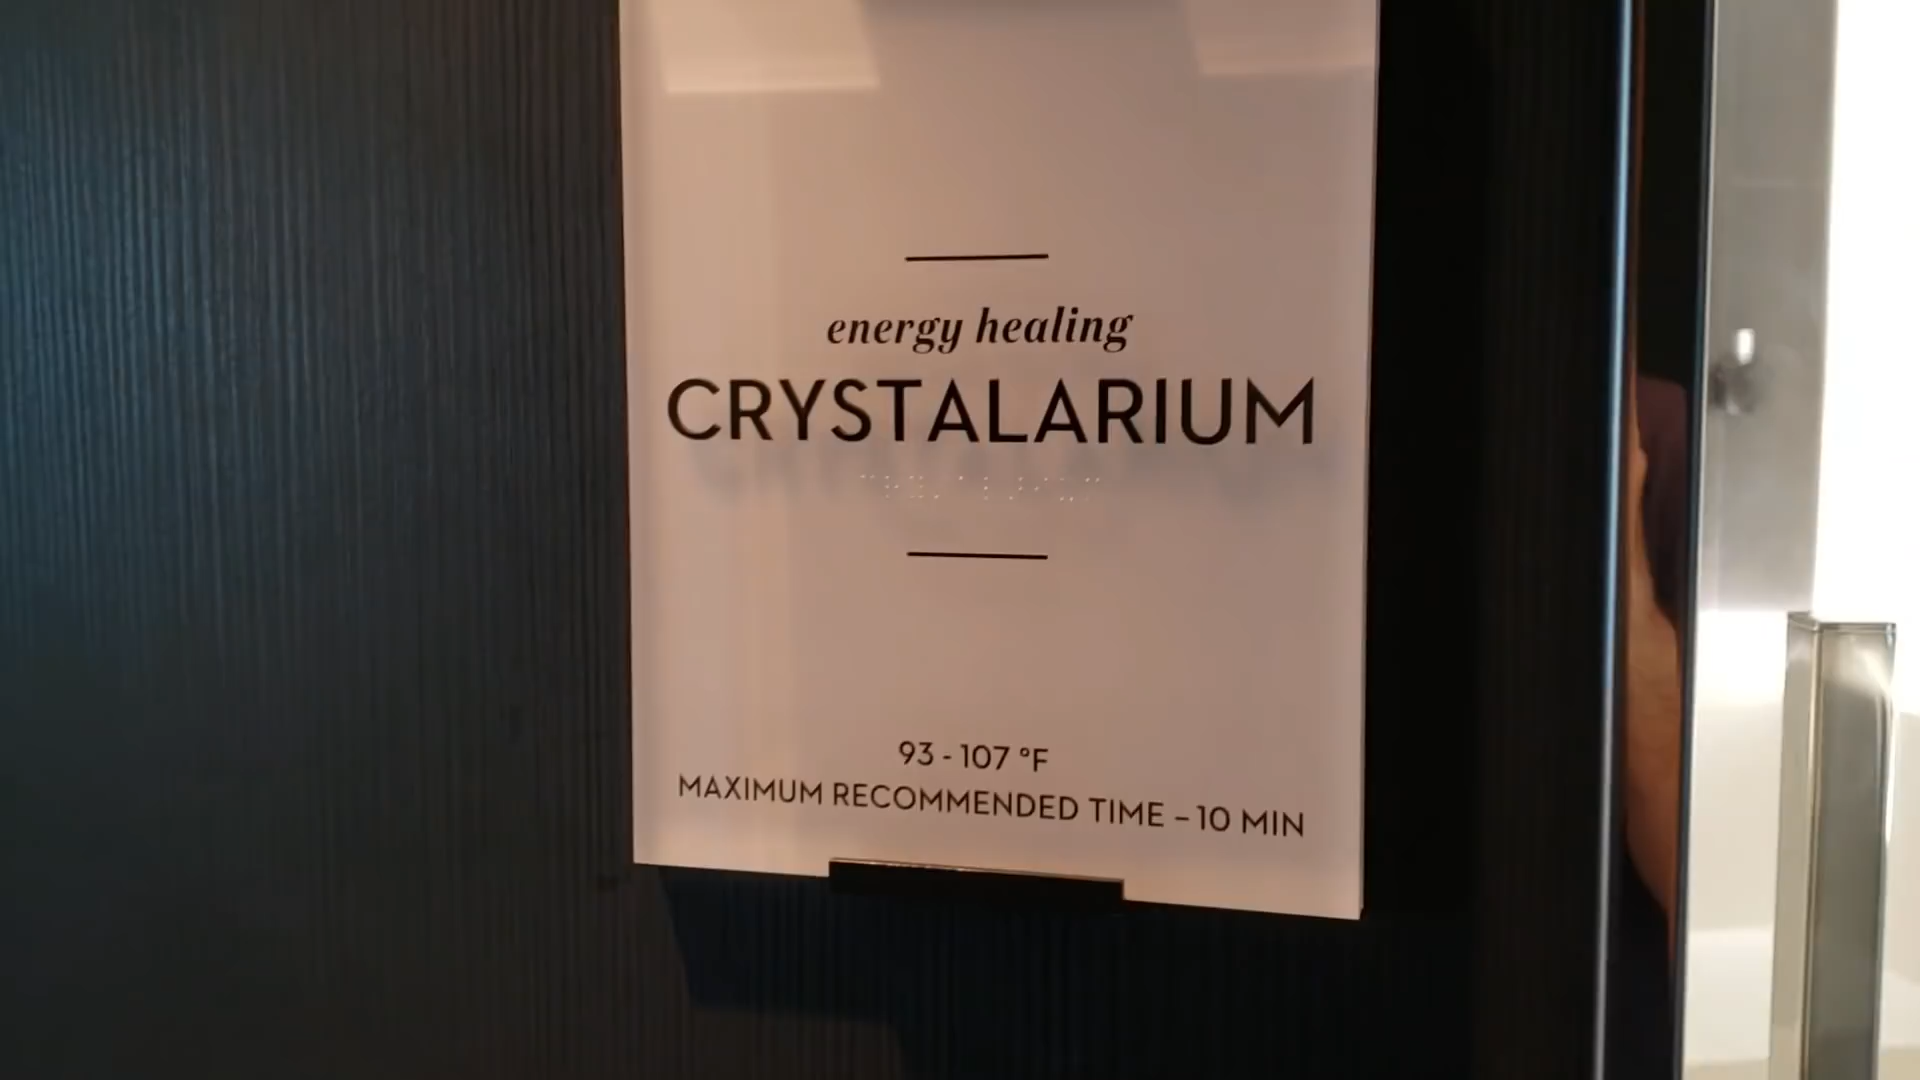 energy healing
CRYSTALARIUM
93 - 107 °F
MAXIMUM RECOMMENDED TIME – 10 MIN